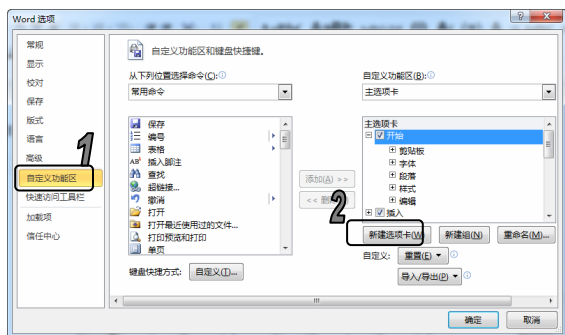 Word 选项
常规
显示
校对
保存
版式
语言
高级
自定义功能区
快速访问工具栏
加载项
信任中心
1
自定义功能区和键盘快捷键。
从下列位置选择命令(C):
常用命令
保存
编号
表格
AB¹ 插入脚注
查找
超链接...
撤消
打开
打开最近使用过的文件...
打印预览和打印
单页
键盘快捷方式: 自定义(T)...
添加(A) >>
<< 删除
2
自定义功能区(B):
主选项卡
主选项卡
开始
剪贴板
字体
段落
样式
编辑
插入
新建选项卡(W) 新建组(N) 重命名(M)...
自定义: 重置(E)
导入/导出(P)
确定 取消